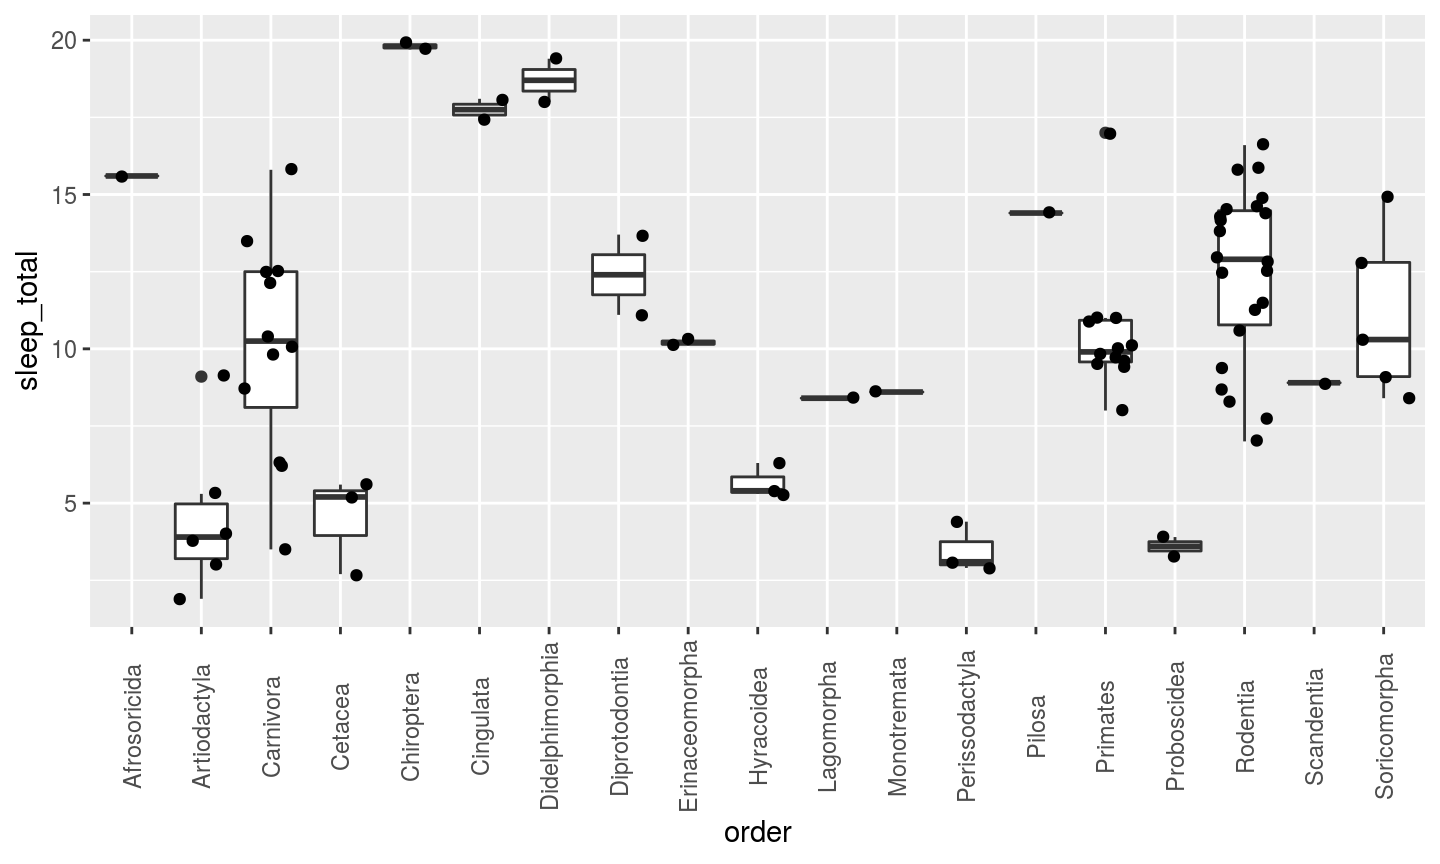 20
15
10
5
sleep_total
Afrosoricida
Artiodactyla
Carnivora
Cetacea
Chiroptera
Cingulata
Didelphimorphia
Diprotodontia
Erinaceomorpha
Hyracoidea
Lagomorpha
Monotremata
Perissodactyla
Pilosa
Primates
Proboscidea
Rodentia
Scandentia
Soricomorpha
order